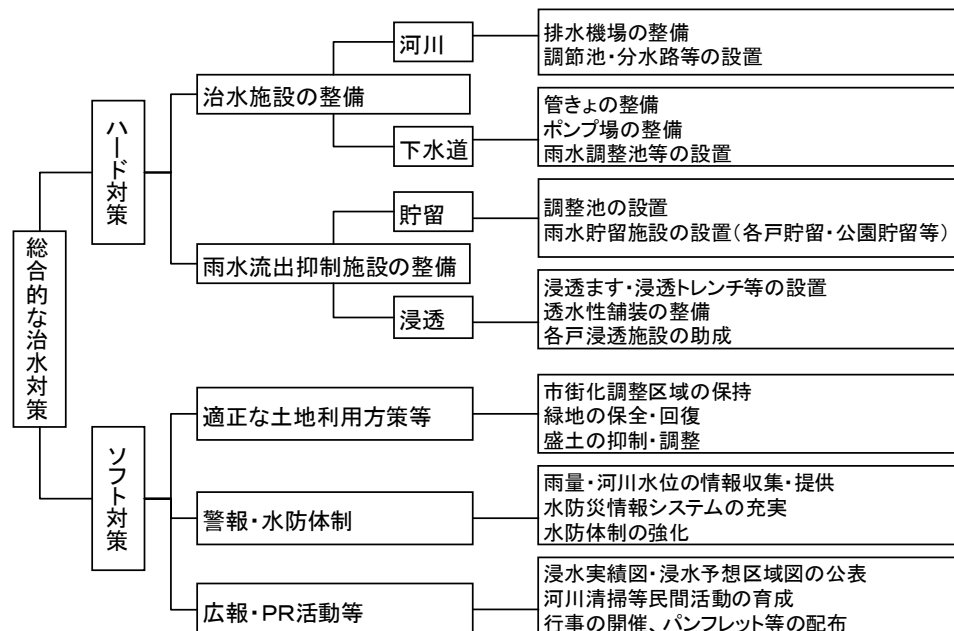 総合的な治水対策
ハード対策
治水施設の整備
河川
排水機場の整備
調節池・分水路等の設置
下水道
管きょの整備
ポンプ場の整備
雨水調整池等の設置
雨水流出抑制施設の整備
貯留
調整池の設置
雨水貯留施設の設置(各戸貯留・公園貯留等)
浸透
浸透ます・浸透トレンチ等の設置
透水性舗装の整備
各戸浸透施設の助成
ソフト対策
適正な土地利用方策等
市街化調整区域の保持
緑地の保全・回復
盛土の抑制・調整
警報・水防体制
雨量・河川水位の情報収集・提供
水防災情報システムの充実
水防体制の強化
広報・PR活動等
浸水実績図・浸水予想区域図の公表
河川清掃等民間活動の育成
行事の開催、パンフレット等の配布